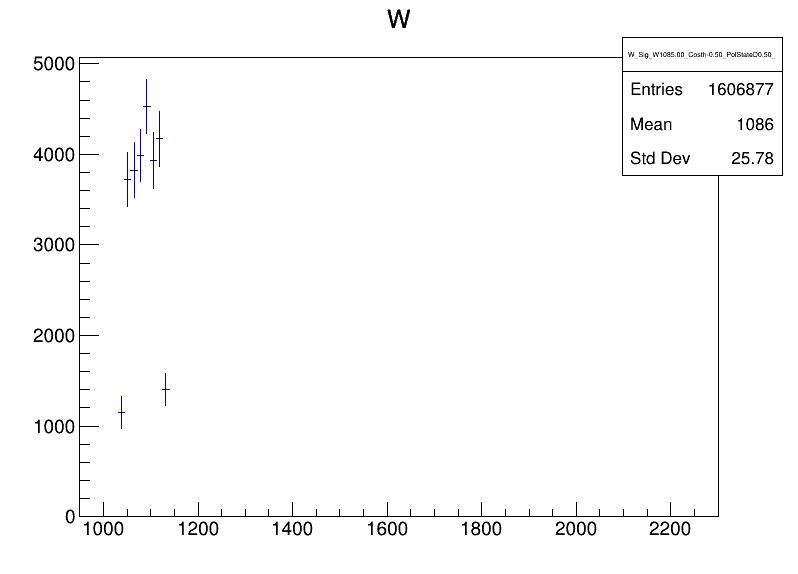 W
W_Sig_W1085.00_Costh-0.50_PolStateD0.50_
Entries 1606877
Mean 1086
Std Dev 25.78
5000
4000
3000
2000
1000
0
1000 1200 1400 1600 1800 2000 2200